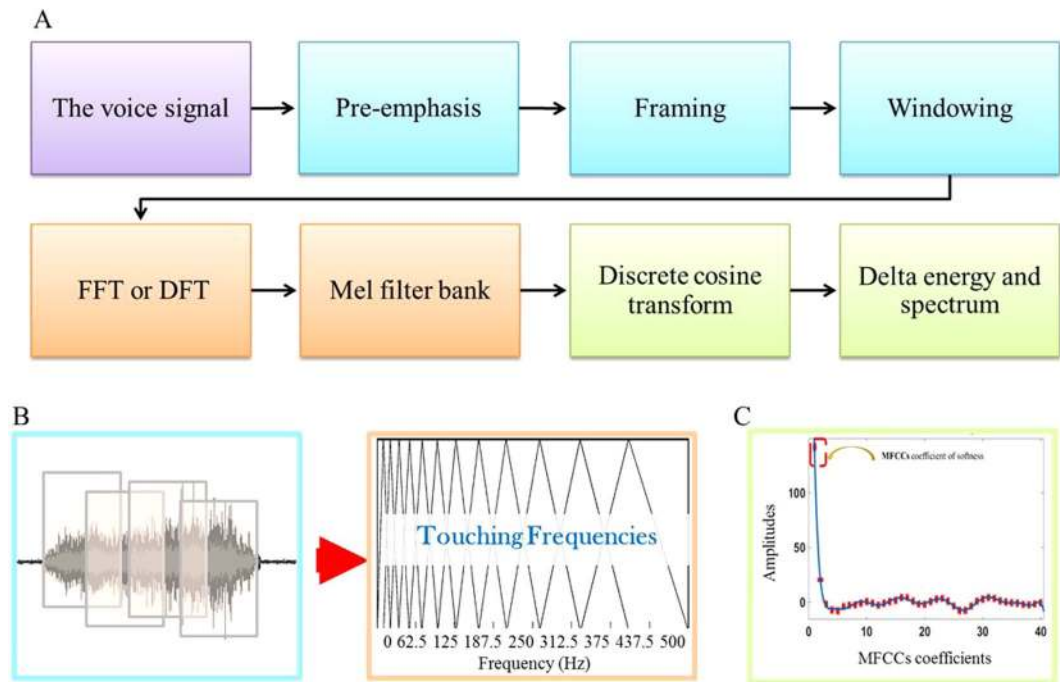 A
The voice signal
Pre-emphasis
Framing
Windowing
FFT or DFT
Mel filter bank
Discrete cosine
transform
Delta energy and
spectrum
B
Touching Frequencies
0 62.5 125 187.5 250 312.5 375 437.5 500
Frequency (Hz)
C
MFCCs coefficient of softness
100
50
0
Amplitudes
0 10 20 30 40
MFCCs coefficients